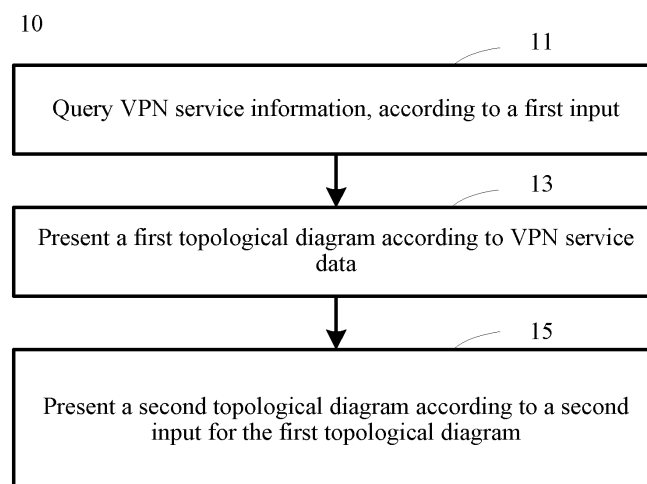 10
11
Query VPN service information, according to a first input
13
Present a first topological diagram according to VPN service
data
15
Present a second topological diagram according to a second
input for the first topological diagram